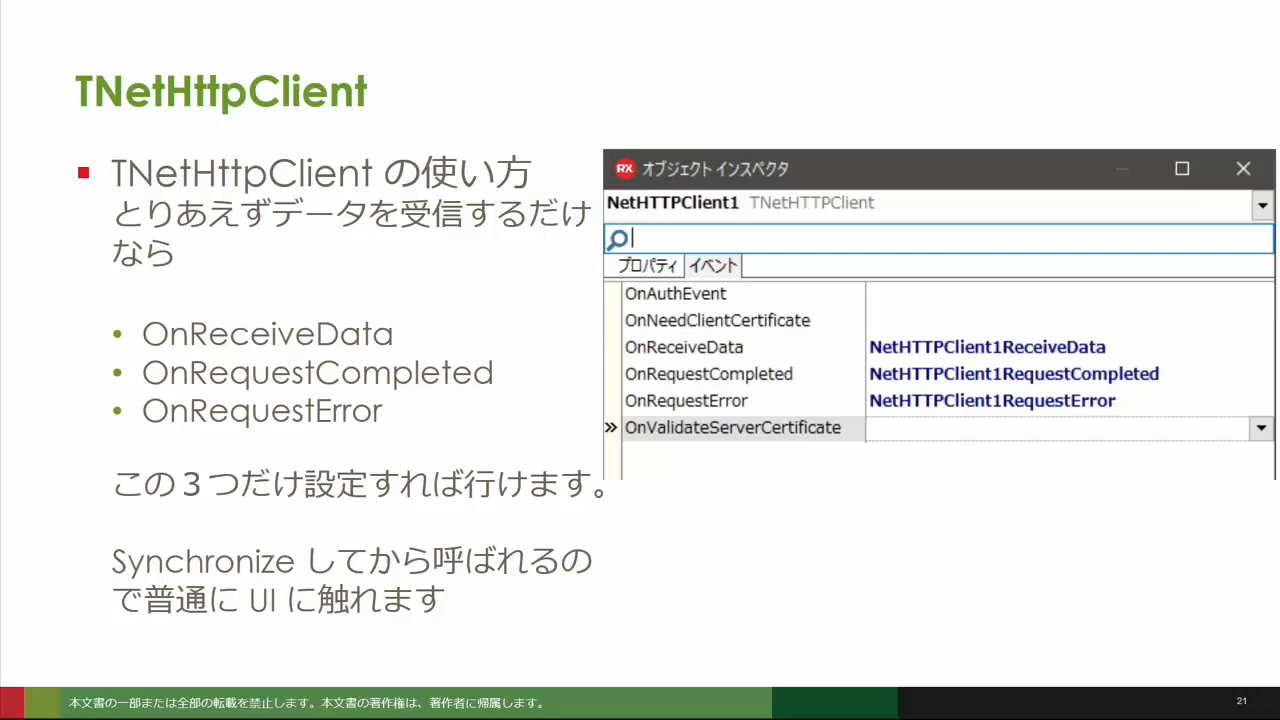 TNetHttpClient
TNetHttpClient の使い方
とりあえずデータを受信するだけ
なら
OnReceiveData
OnRequestCompleted
OnRequestError
この３つだけ設定すれば行けます。
Synchronize してから呼ばれるの
で普通に UI に触れます
RX オブジェクト インスペクタ
NetHTTPClient1 TNetHTTPClient
プロパティ イベント
OnAuthEvent
OnNeedClientCertificate
OnReceiveData NetHTTPClient1ReceiveData
OnRequestCompleted NetHTTPClient1RequestCompleted
OnRequestError NetHTTPClient1RequestError
OnValidateServerCertificate
本文書の一部または全部の転載を禁止します。本文書の著作権は、著作者に帰属します。
21